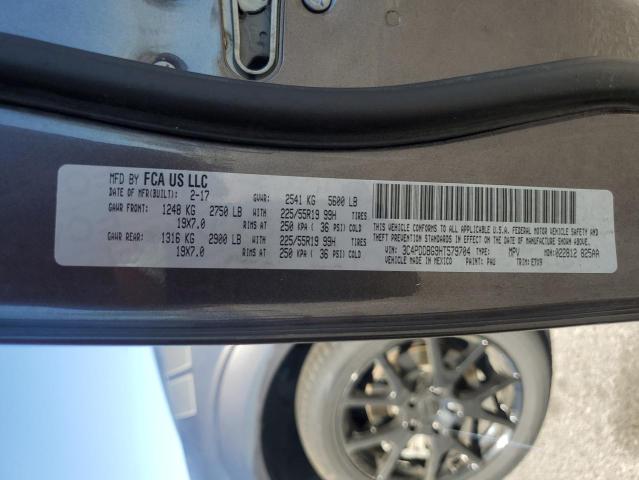 MFD BY FCA US LLC
DATE OF MFR(BUILT): 2-17 GVWR: 2541 KG 5600 LB
GAWR FRONT: 1248 KG 2750 LB WITH 225/55R19 99H TIRES
19X7.0 RIMS AT 250 KPA ( 36 PSI) COLD
GAWR REAR: 1316 KG 2900 LB WITH 225/55R19 99H TIRES
19X7.0 RIMS AT 250 KPA ( 36 PSI) COLD
THIS VEHICLE CONFORMS TO ALL APPLICABLE U.S.A. FEDERAL MOTOR VEHICLE SAFETY AND
THEFT PREVENTION STANDARDS IN EFFECT ON THE DATE OF MANUFACTURE SHOWN ABOVE.
VIN: 3C4PDDBG9HT579704 TYPE: MPV MDH: 022812 825AA
VEHICLE MADE IN MEXICO PAINT: PAU TRIM: